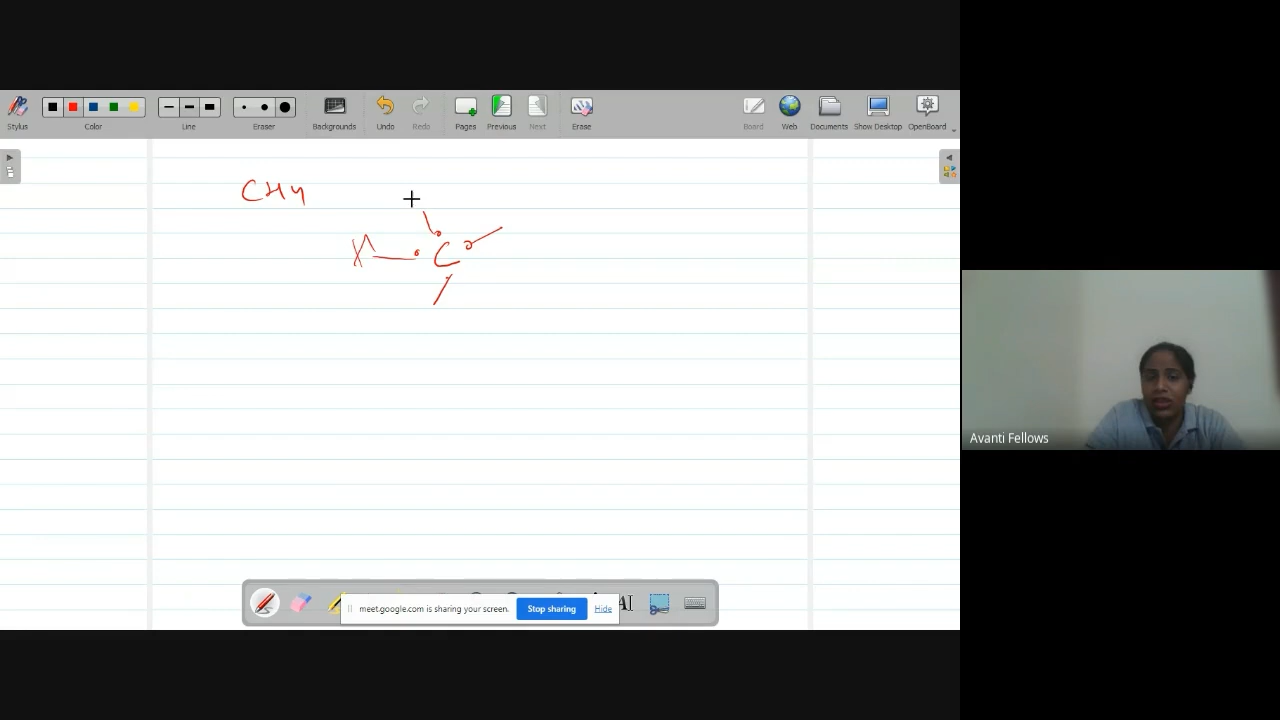 Stylus
Color
Line
Eraser
Backgrounds
Undo
Redo
Pages
Previous
Next
Erase
Board
Web
Documents
Show Desktop
OpenBoard
CH4
C
Avanti Fellows
meet.google.com is sharing your screen.
Stop sharing
Hide